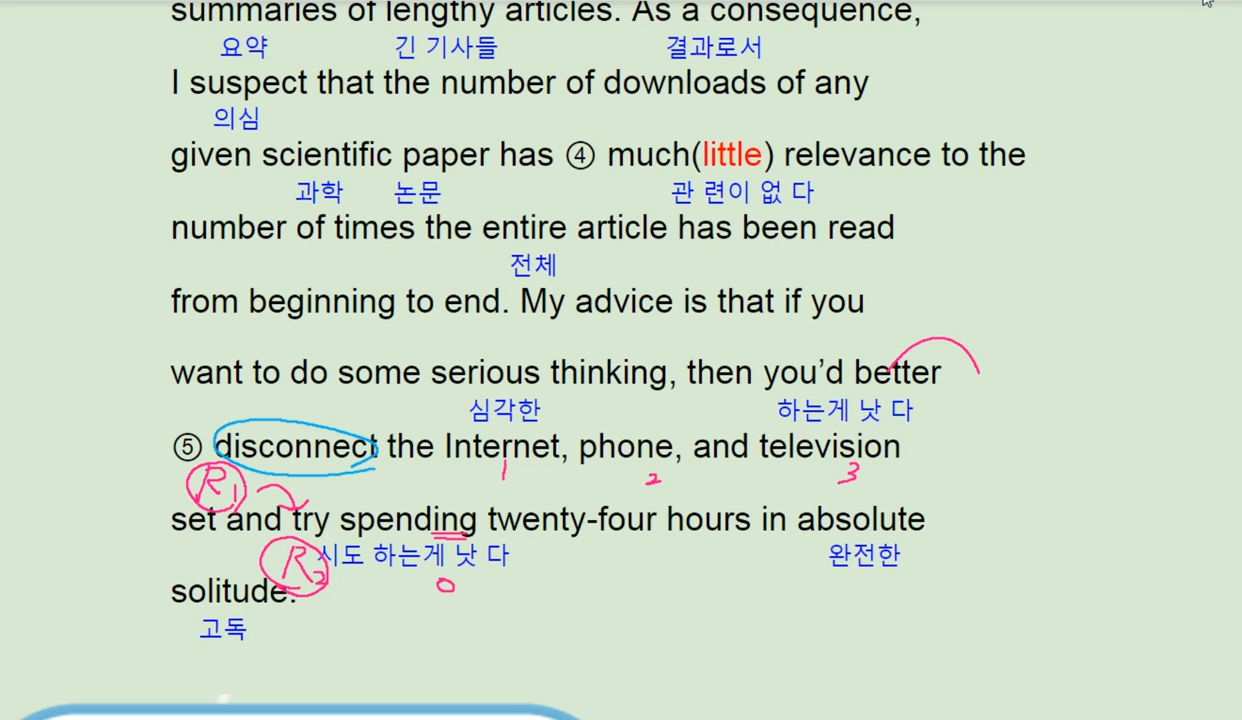 summaries of lengthy articles. As a consequence,
요약 긴 기사들 결과로서
I suspect that the number of downloads of any
의심
given scientific paper has ④ much(little) relevance to the
과학 논문 관 련이 없 다
number of times the entire article has been read
전체
from beginning to end. My advice is that if you
want to do some serious thinking, then you’d better
심각한 하는게 낫 다
⑤ disconnect the Internet, phone, and television
R1 1 2 3
set and try spending twenty-four hours in absolute
R2 시도 하는게 낫 다 완전한
solitude. o
고독